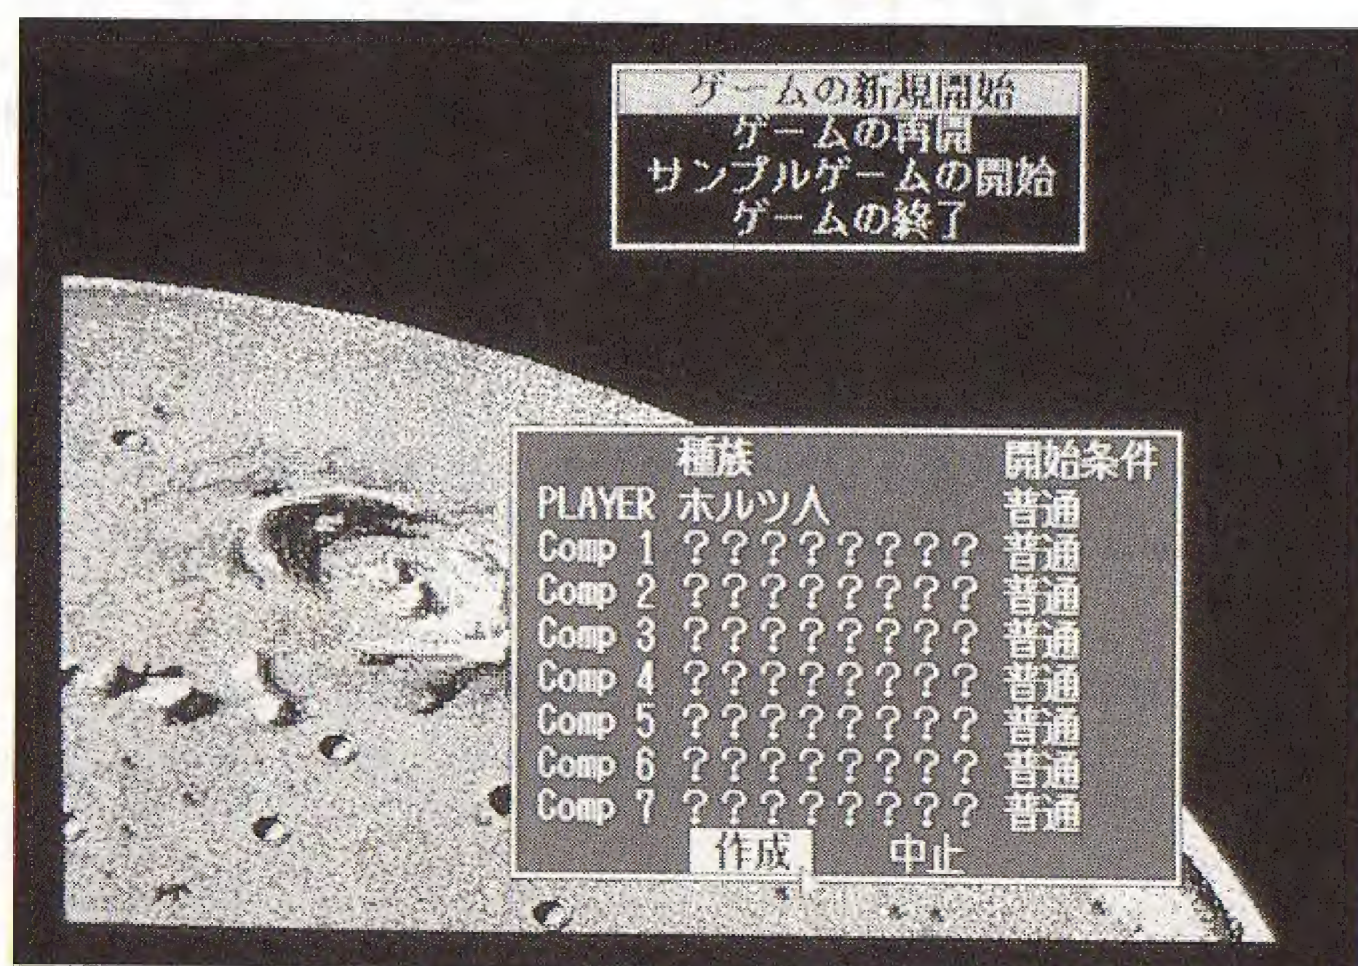 ゲームの新規開始
ゲームの再開
サンプルゲームの開始
ゲームの終了
種族 開始条件
PLAYER ホルツ人 普通
Comp 1 ???????? 普通
Comp 2 ???????? 普通
Comp 3 ???????? 普通
Comp 4 ???????? 普通
Comp 5 ???????? 普通
Comp 6 ???????? 普通
Comp 7 ???????? 普通
作成 中止